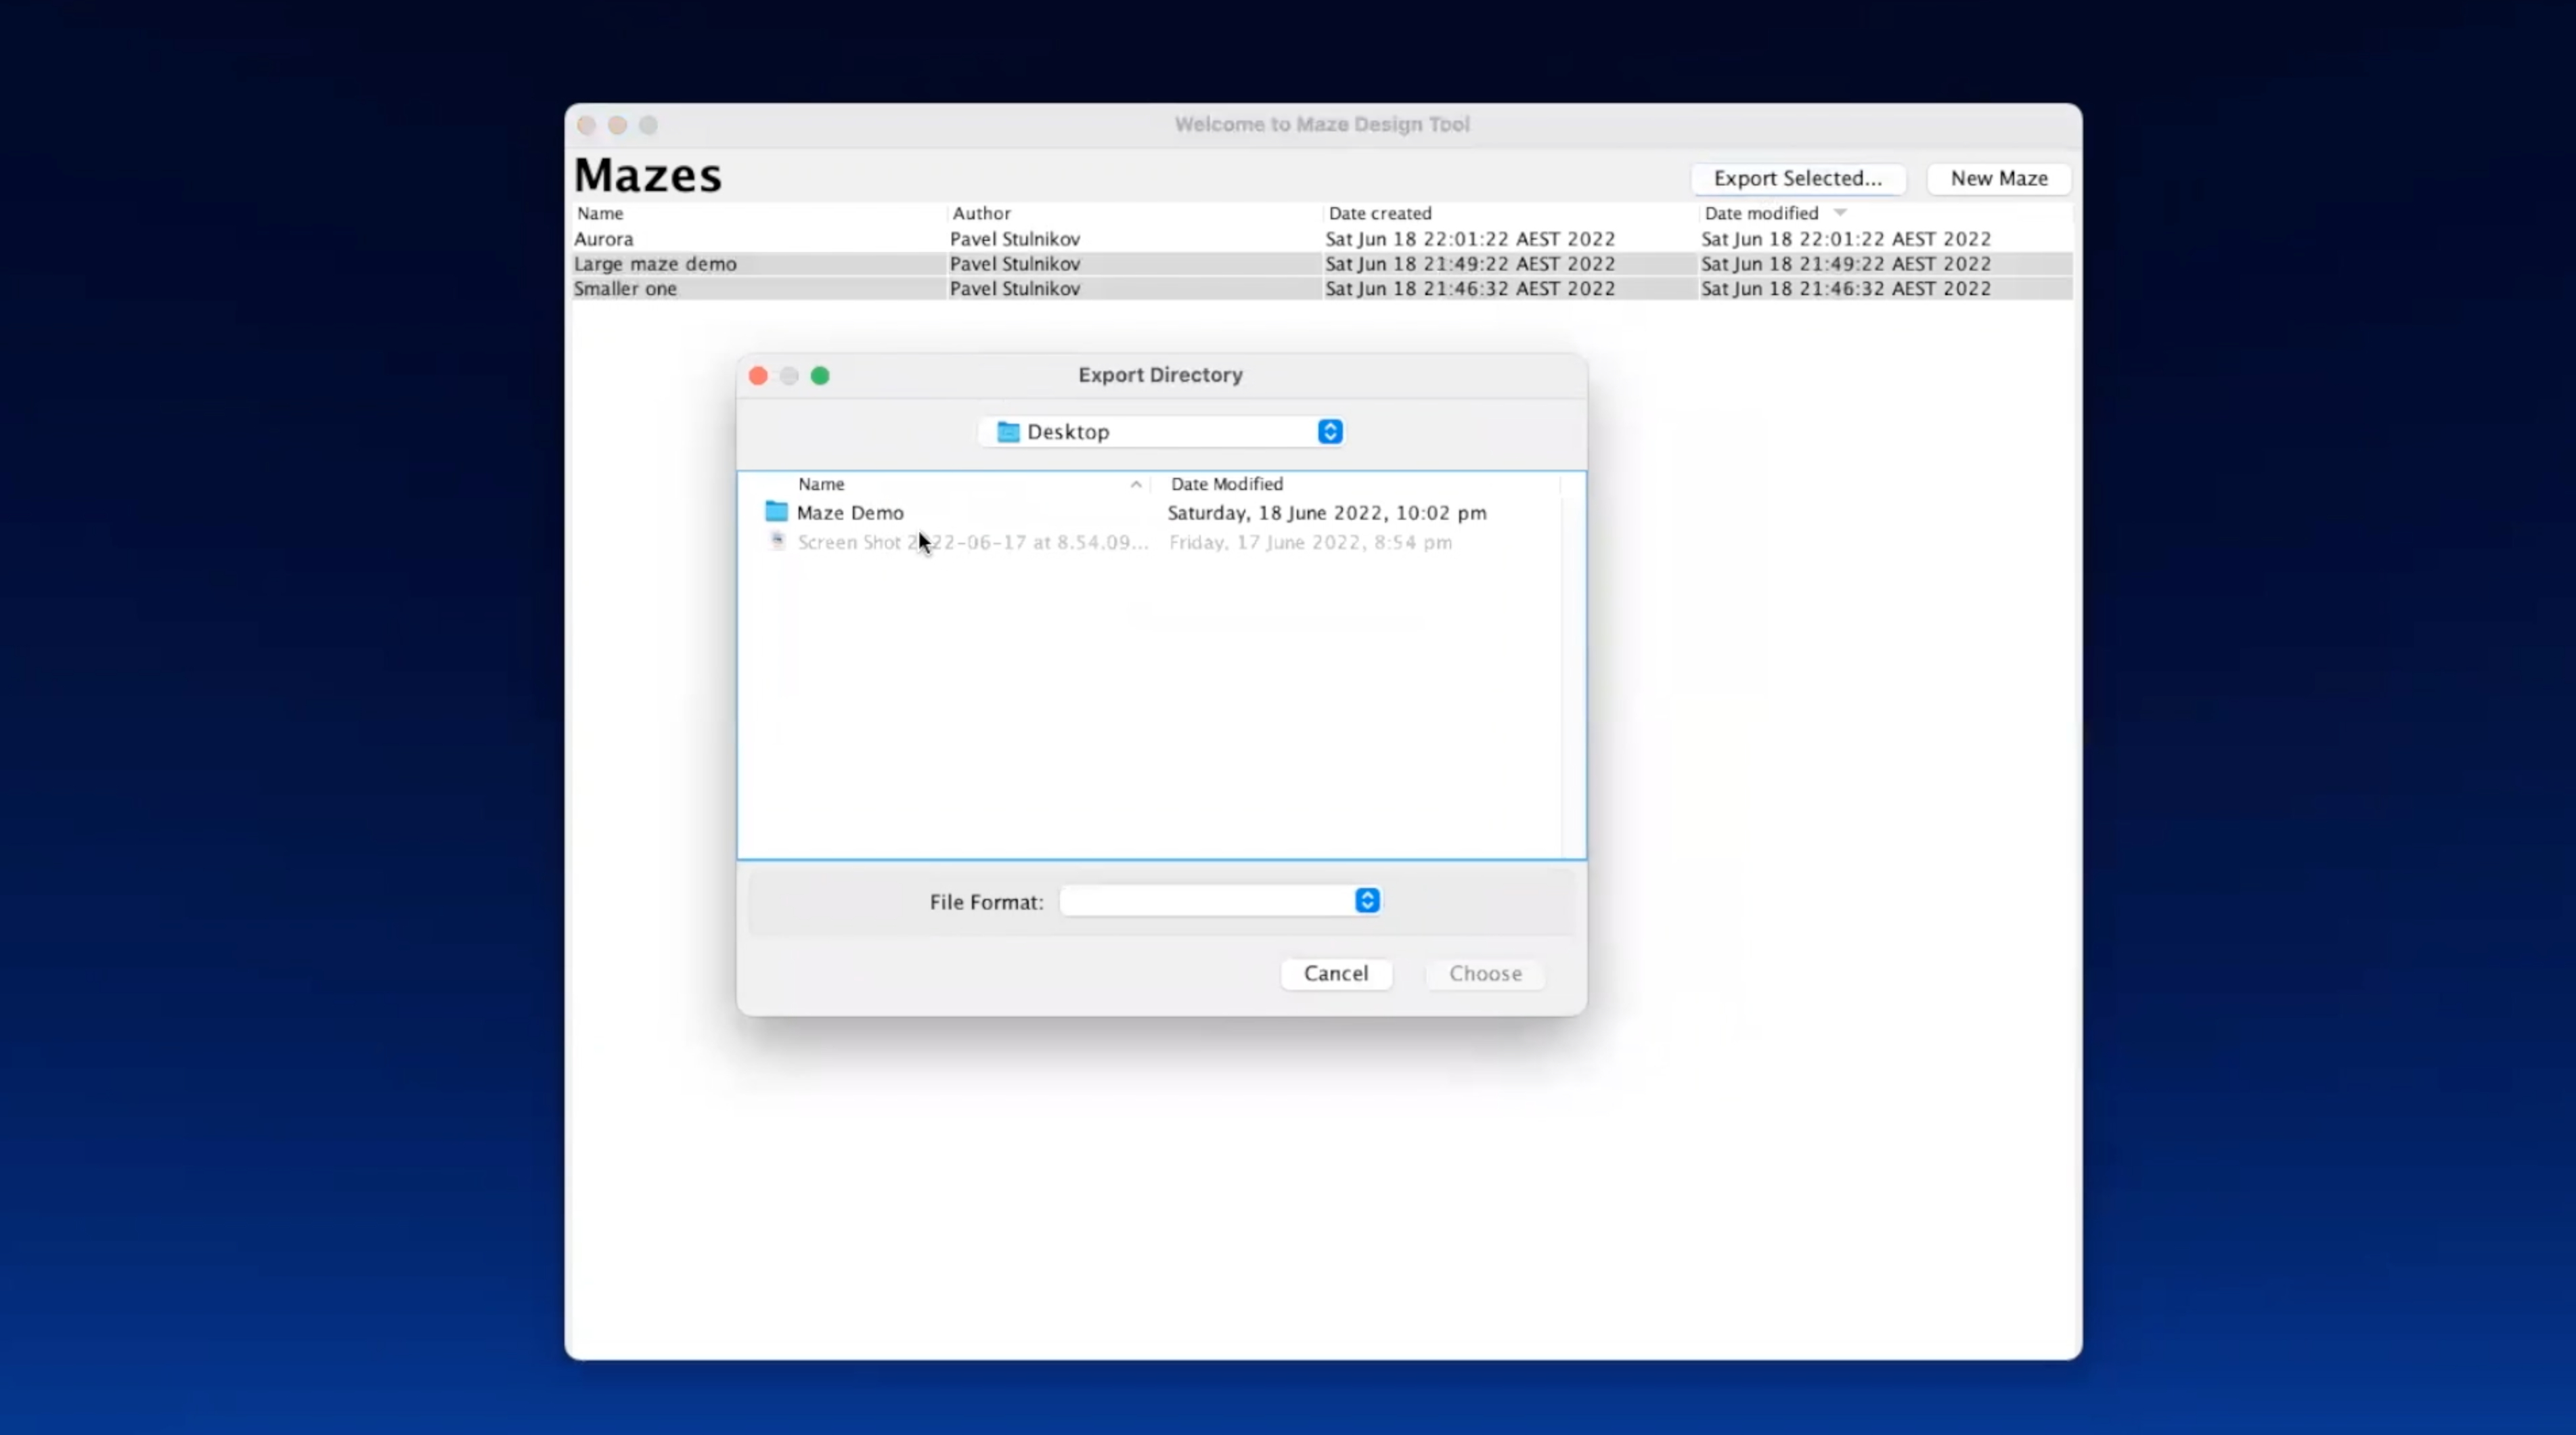 Welcome to Maze Design Tool
Mazes
Export Selected... New Maze
Name Author Date created Date modified
Aurora Pavel Stulnikov Sat Jun 18 22:01:22 AEST 2022 Sat Jun 18 22:01:22 AEST 2022
Large maze demo Pavel Stulnikov Sat Jun 18 21:49:22 AEST 2022 Sat Jun 18 21:49:22 AEST 2022
Smaller one Pavel Stulnikov Sat Jun 18 21:46:32 AEST 2022 Sat Jun 18 21:46:32 AEST 2022
Export Directory
Desktop
Name Date Modified
Maze Demo Saturday, 18 June 2022, 10:02 pm
Screen Shot 2022-06-17 at 8.54.09... Friday, 17 June 2022, 8:54 pm
File Format:
Cancel Choose